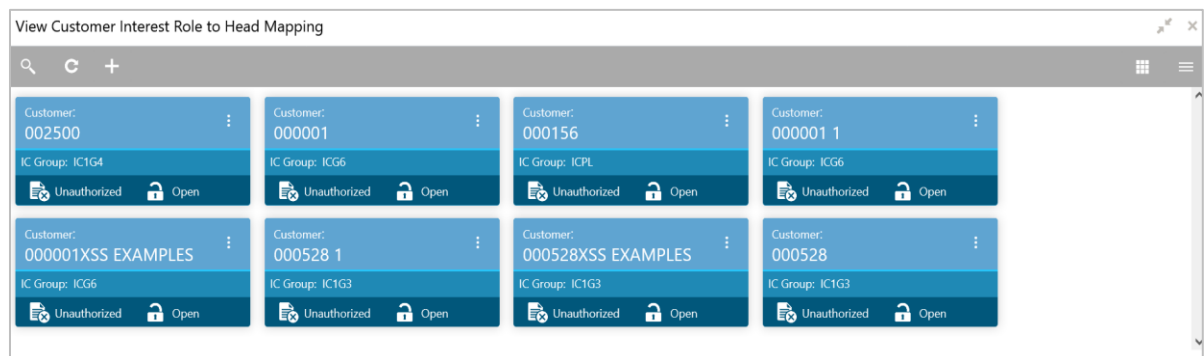 View Customer Interest Role to Head Mapping
Customer:
002500
IC Group: IC1G4
Unauthorized Open
Customer:
000001
IC Group: ICG6
Unauthorized Open
Customer:
000156
IC Group: ICPL
Unauthorized Open
Customer:
000001 1
IC Group: ICG6
Unauthorized Open
Customer:
000001XSS EXAMPLES
IC Group: ICG6
Unauthorized Open
Customer:
000528 1
IC Group: IC1G3
Unauthorized Open
Customer:
000528XSS EXAMPLES
IC Group: IC1G3
Unauthorized Open
Customer:
000528
IC Group: IC1G3
Unauthorized Open